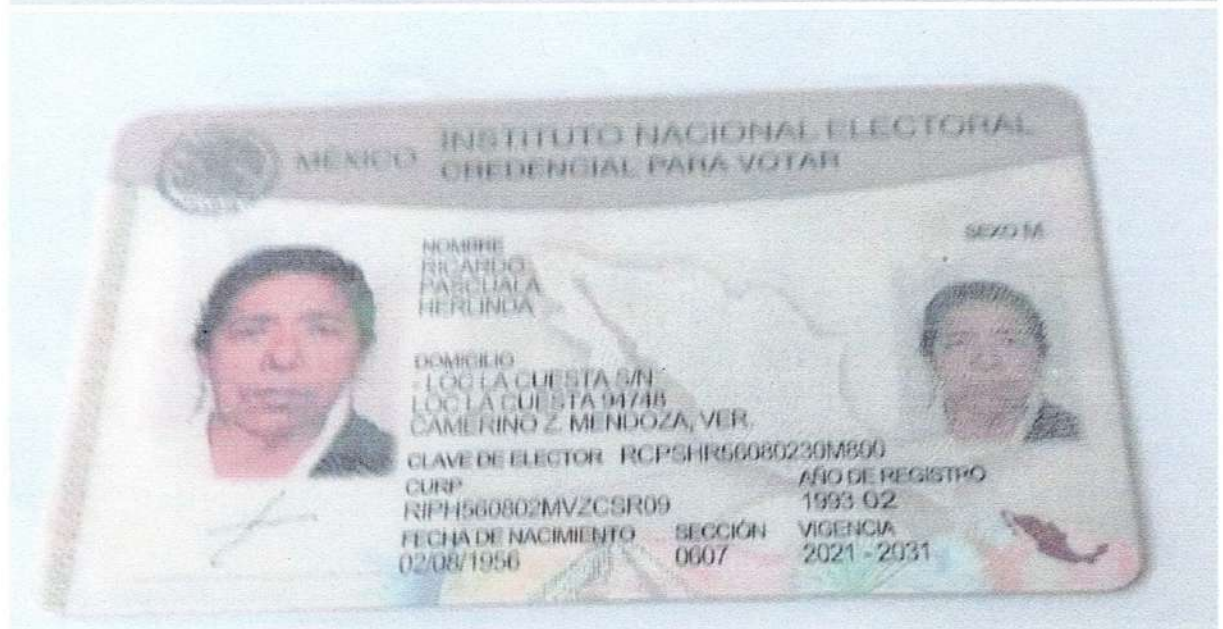 MÉXICO INSTITUTO NACIONAL ELECTORAL
CREDENCIAL PARA VOTAR
SEXO M
NOMBRE
RICARDO
PASCUALA
HERLINDA
DOMICILIO
- LOC LA CUESTA S/N
LOC LA CUESTA 94748
CAMERINO Z. MENDOZA, VER.
CLAVE DE ELECTOR RCPSHR56080230M800
CURP
RIPH560802MVZCSR09
AÑO DE REGISTRO
1993 02
FECHA DE NACIMIENTO
02/08/1956
SECCIÓN
0607
VIGENCIA
2021 - 2031